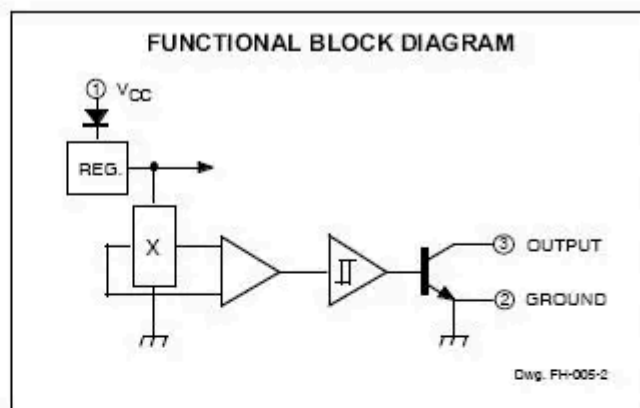 FUNCTIONAL BLOCK DIAGRAM
1 VCC
REG.
X
3 OUTPUT
2 GROUND
Dwg. FH-005-2